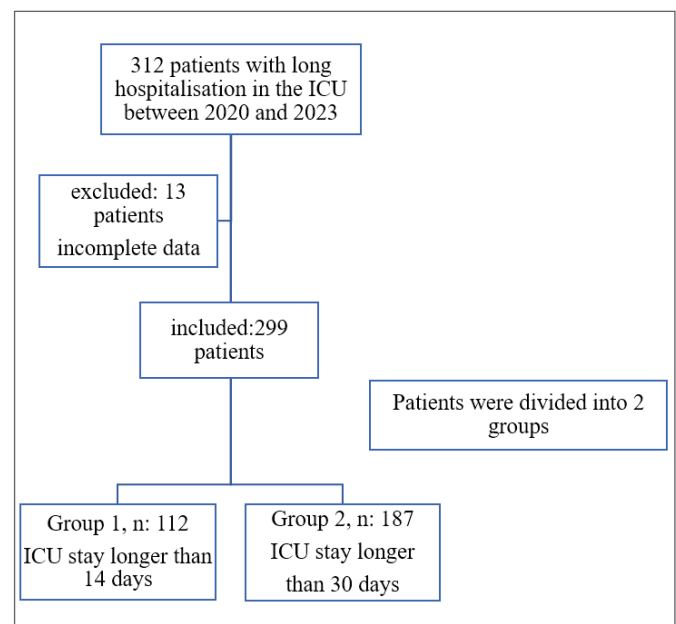 312 patients with long
hospitalisation in the ICU
between 2020 and 2023
excluded: 13
patients
incomplete data
included:299
patients
Patients were divided into 2
groups
Group 1, n: 112
ICU stay longer than
14 days
Group 2, n: 187
ICU stay longer
than 30 days